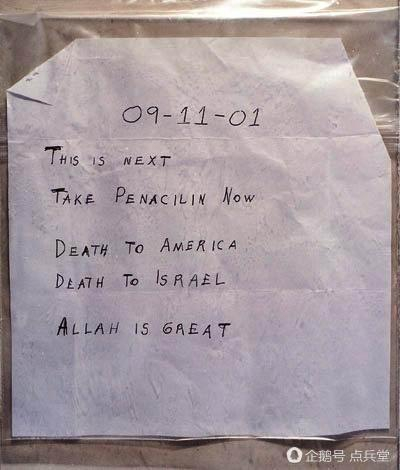 09-11-01
THIS IS NEXT
TAKE PENACILIN NOW
DEATH TO AMERICA
DEATH TO ISRAEL
ALLAH IS GREAT
企鹅号 点兵堂